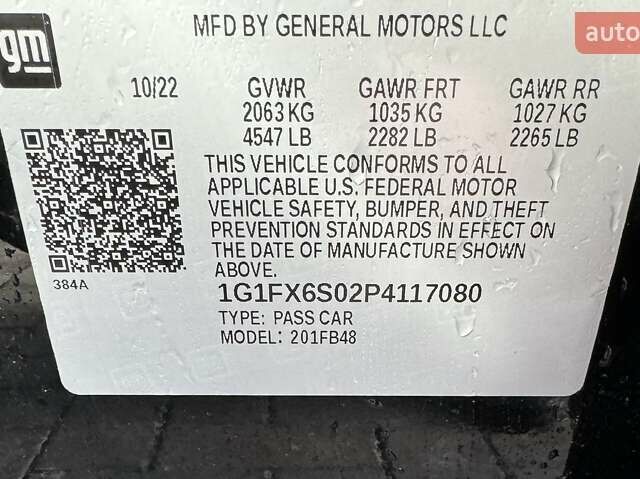 MFD BY GENERAL MOTORS LLC
auto
gm
10/22 GVWR GAWR FRT GAWR RR
2063 KG 1035 KG 1027 KG
4547 LB 2282 LB 2265 LB
THIS VEHICLE CONFORMS TO ALL
APPLICABLE U.S. FEDERAL MOTOR
VEHICLE SAFETY, BUMPER, AND THEFT
PREVENTION STANDARDS IN EFFECT ON
THE DATE OF MANUFACTURE SHOWN
ABOVE.
384A
1G1FX6S02P4117080
TYPE: PASS CAR
MODEL: 201FB48